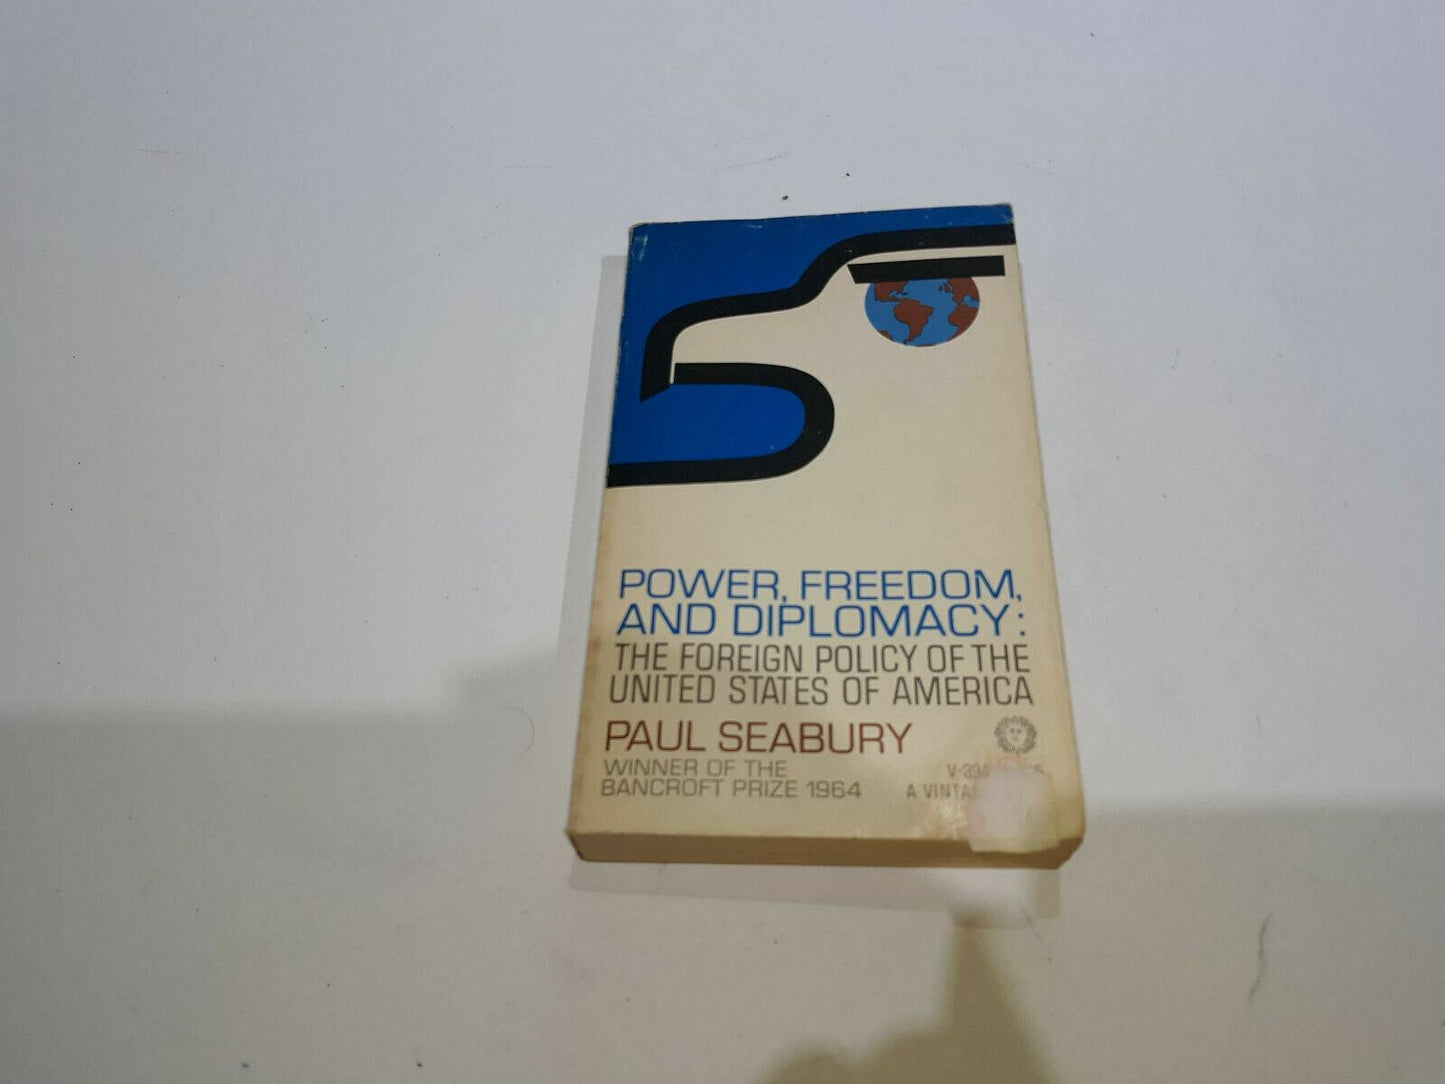 POWER, FREEDOM,
AND DIPLOMACY:
THE FOREIGN POLICY OF THE
UNITED STATES OF AMERICA
PAUL SEABURY
WINNER OF THE
BANCROFT PRIZE 1964
A